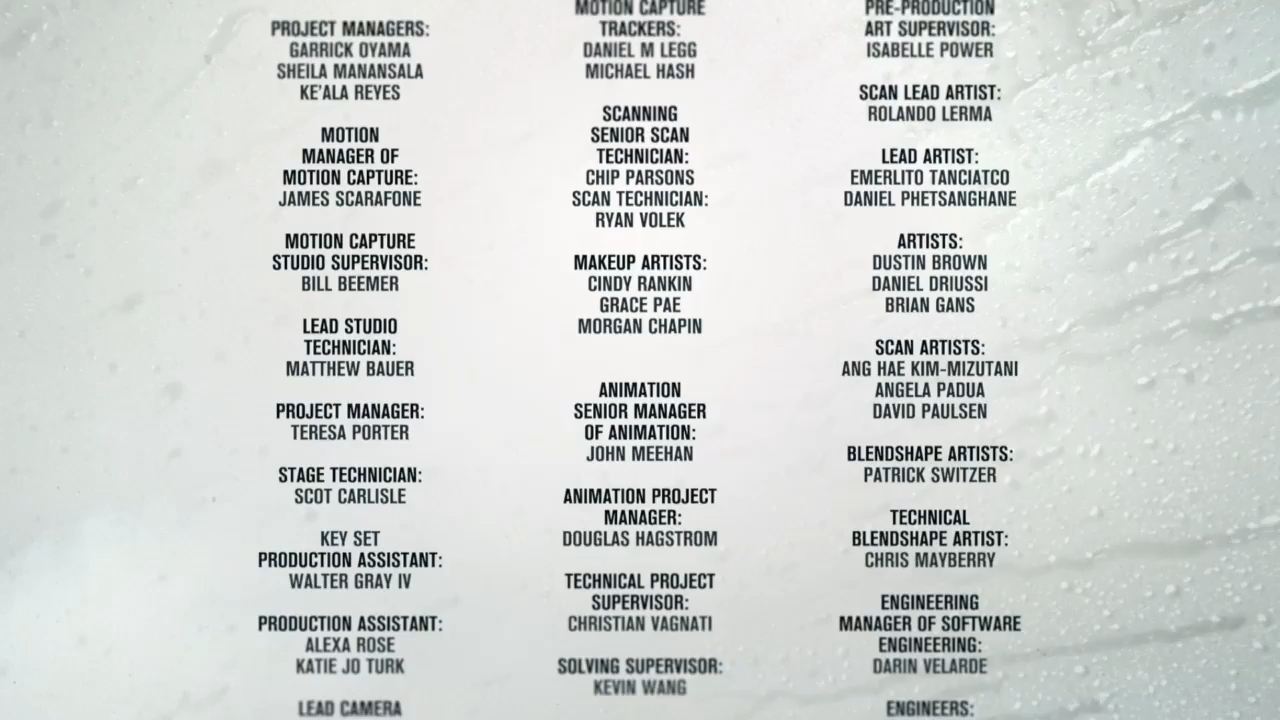 PROJECT MANAGERS:
GARRICK OYAMA
SHEILA MANANSALA
KE'ALA REYES
MOTION
MANAGER OF
MOTION CAPTURE:
JAMES SCARAFONE
MOTION CAPTURE
STUDIO SUPERVISOR:
BILL BEEMER
LEAD STUDIO
TECHNICIAN:
MATTHEW BAUER
PROJECT MANAGER:
TERESA PORTER
STAGE TECHNICIAN:
SCOT CARLISLE
KEY SET
PRODUCTION ASSISTANT:
WALTER GRAY IV
PRODUCTION ASSISTANT:
ALEXA ROSE
KATIE JO TURK
LEAD CAMERA
MOTION CAPTURE
TRACKERS:
DANIEL M LEGG
MICHAEL HASH
SCANNING
SENIOR SCAN
TECHNICIAN:
CHIP PARSONS
SCAN TECHNICIAN:
RYAN VOLEK
MAKEUP ARTISTS:
CINDY RANKIN
GRACE PAE
MORGAN CHAPIN
ANIMATION
SENIOR MANAGER
OF ANIMATION:
JOHN MEEHAN
ANIMATION PROJECT
MANAGER:
DOUGLAS HAGSTROM
TECHNICAL PROJECT
SUPERVISOR:
CHRISTIAN VAGNATI
SOLVING SUPERVISOR:
KEVIN WANG
PRE-PRODUCTION
ART SUPERVISOR:
ISABELLE POWER
SCAN LEAD ARTIST:
ROLANDO LERMA
LEAD ARTIST:
EMERLITO TANCIATCO
DANIEL PHETSANGHANE
ARTISTS:
DUSTIN BROWN
DANIEL DRIUSSI
BRIAN GANS
SCAN ARTISTS:
ANG HAE KIM-MIZUTANI
ANGELA PADUA
DAVID PAULSEN
BLENDSHAPE ARTISTS:
PATRICK SWITZER
TECHNICAL
BLENDSHAPE ARTIST:
CHRIS MAYBERRY
ENGINEERING
MANAGER OF SOFTWARE
ENGINEERING:
DARIN VELARDE
ENGINEERS: